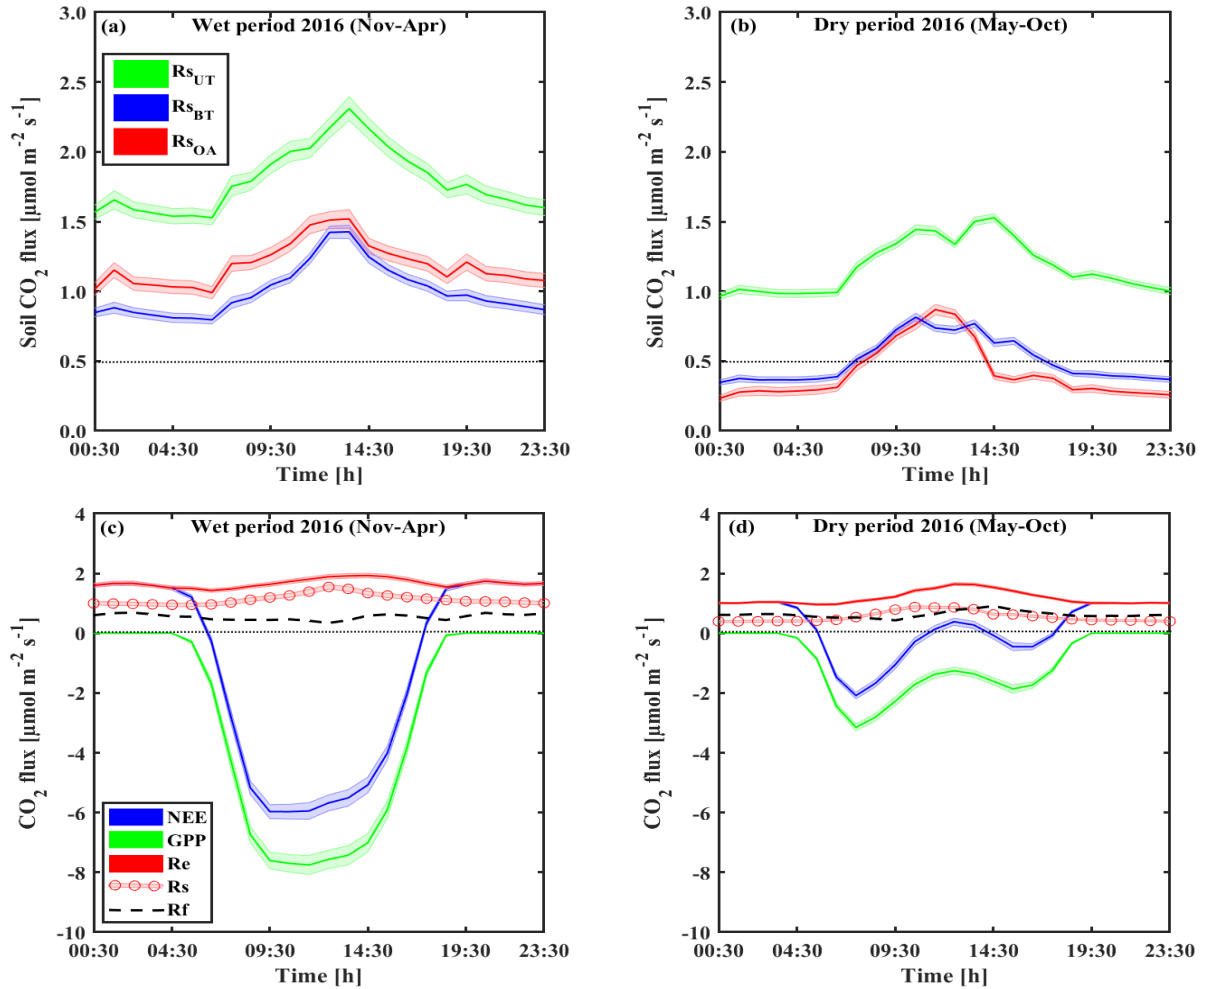 (a) Wet period 2016 (Nov-Apr)
3.0
2.5
2.0
1.5
1.0
0.5
0.0
Soil CO2 flux [µmol m-2 s-1]
RsUT
RsBT
RsOA
00:30 04:30 09:30 14:30 19:30 23:30
Time [h]
(b) Dry period 2016 (May-Oct)
3.0
2.5
2.0
1.5
1.0
0.5
0.0
Soil CO2 flux [µmol m-2 s-1]
00:30 04:30 09:30 14:30 19:30 23:30
Time [h]
(c) Wet period 2016 (Nov-Apr)
4
2
0
-2
-4
-6
-8
-10
CO2 flux [µmol m-2 s-1]
NEE
GPP
Re
Rs
Rf
00:30 04:30 09:30 14:30 19:30 23:30
Time [h]
(d) Dry period 2016 (May-Oct)
4
2
0
-2
-4
-6
-8
-10
CO2 flux [µmol m-2 s-1]
00:30 04:30 09:30 14:30 19:30 23:30
Time [h]